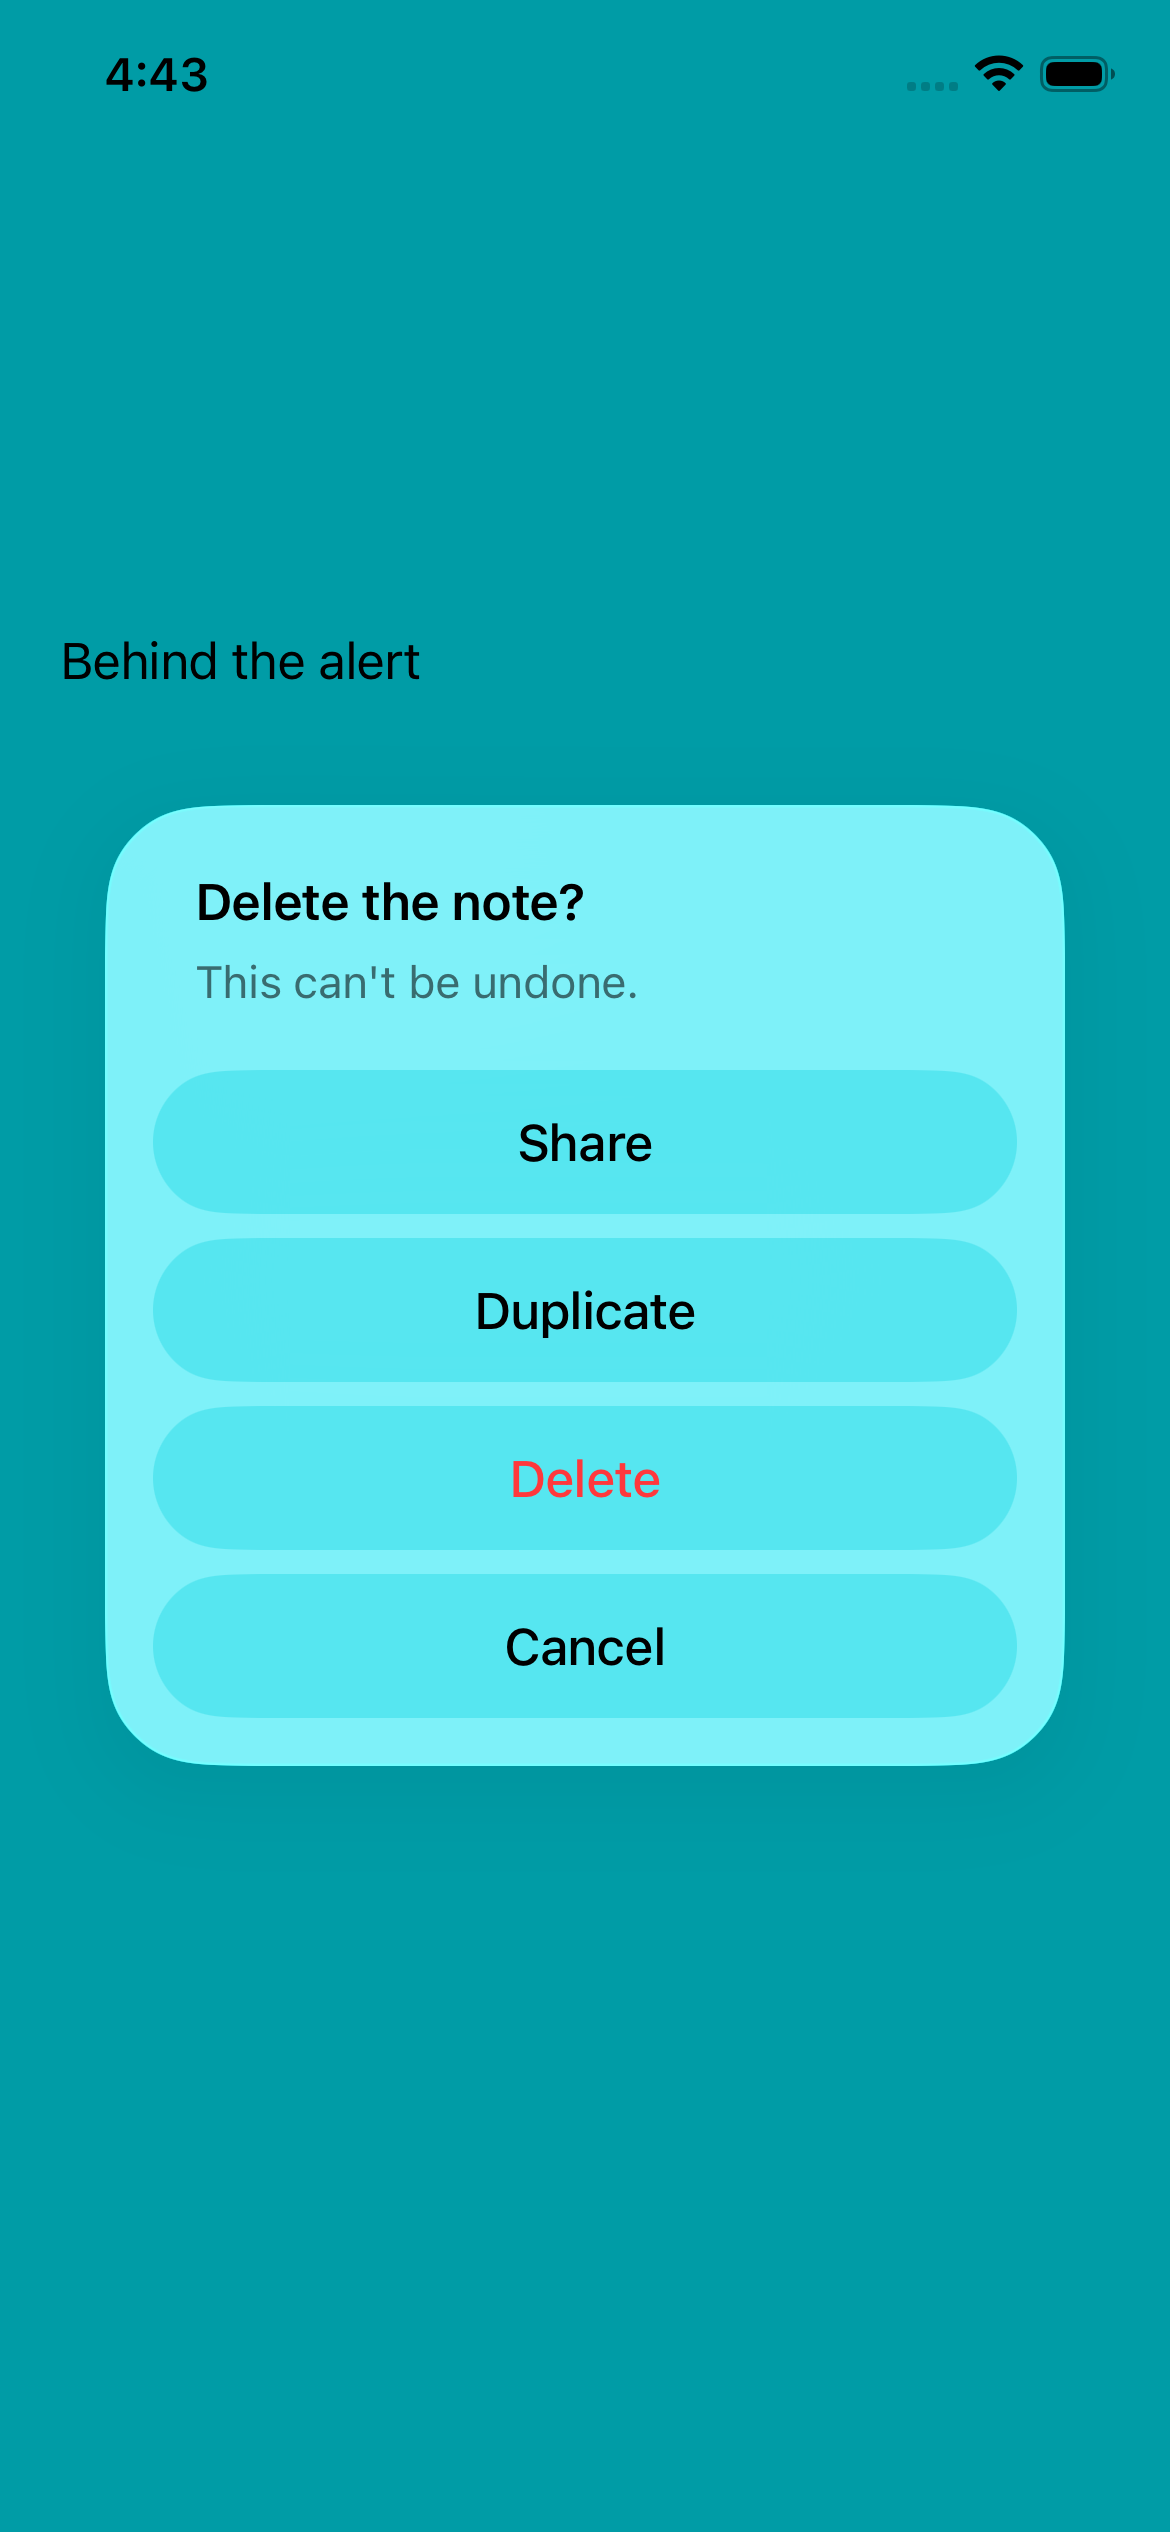 4:43
Behind the alert
Delete the note?
This can't be undone.
Share
Duplicate
Delete
Cancel